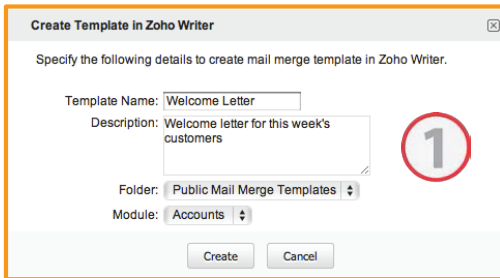 Create Template in Zoho Writer
Specify the following details to create mail merge template in Zoho Writer.
Template Name: Welcome Letter
Description: Welcome letter for this week's
customers
1
Folder: Public Mail Merge Templates
Module: Accounts
Create Cancel